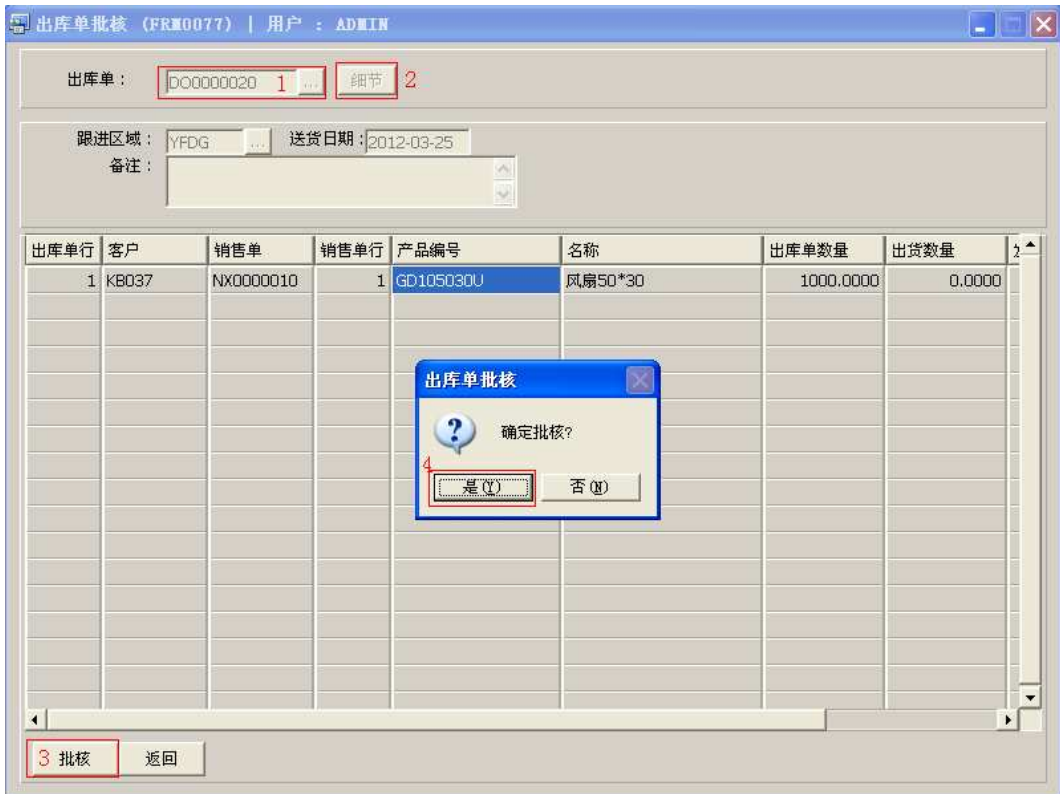 出库单批核 (FRM0077) | 用户 : ADMIN
出库单： DO0000020 1 ... 细节 2
跟进区域： YFDG ... 送货日期：2012-03-25
备注：
出库单行 客户 销售单 销售单行 产品编号 名称 出库单数量 出货数量
1 KB037 NX0000010 1 GD105030U 风扇50*30 1000.0000 0.0000
出库单批核
确定批核?
4
是(Y) 否(N)
3 批核 返回